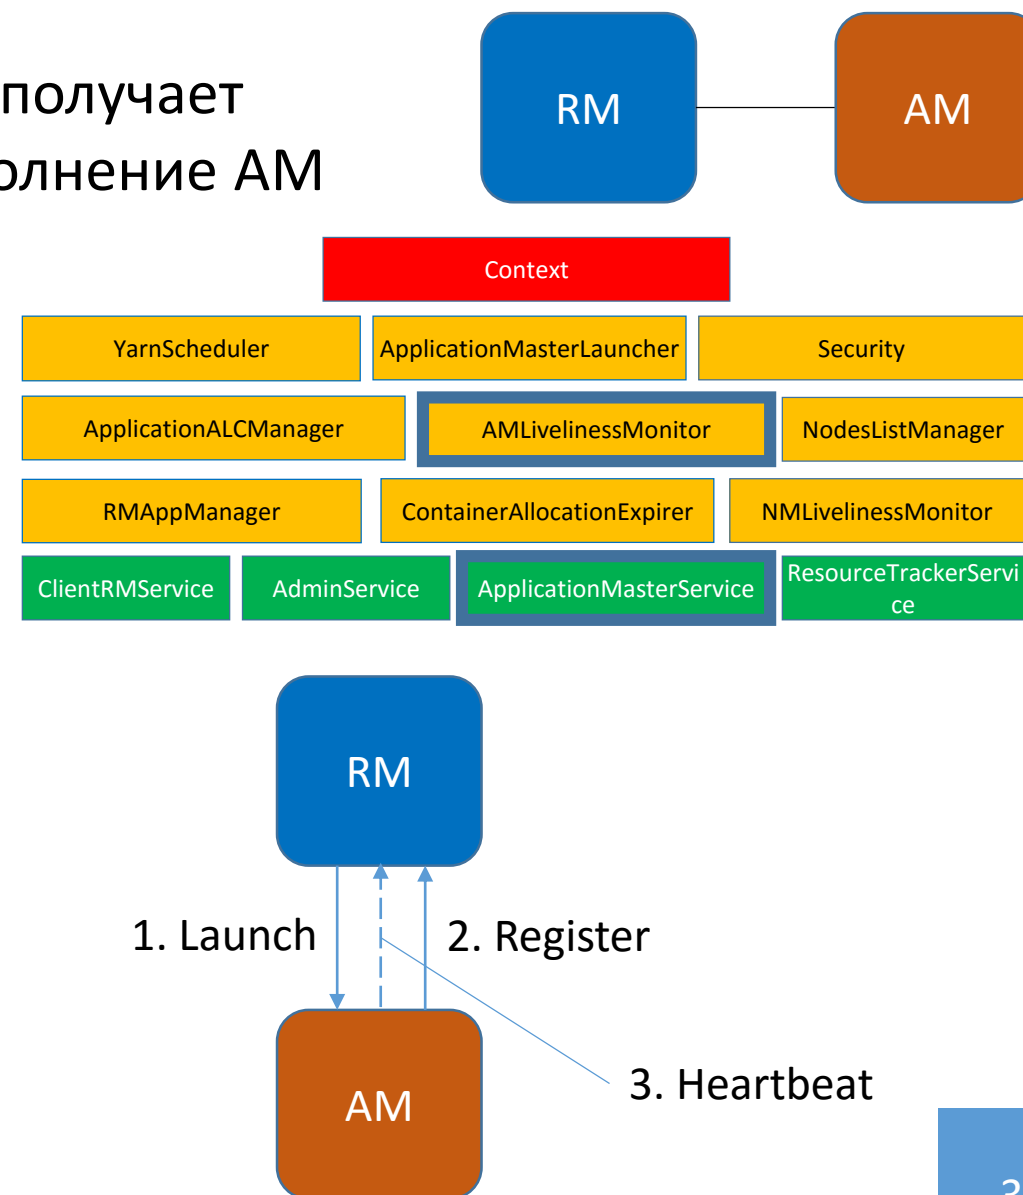 получает
RM
AM
олнение АМ
Context
YarnScheduler
ApplicationMasterLauncher
Security
ApplicationALCManager
AMLivelinessMonitor
NodesListManager
RMAppManager
ContainerAllocationExpirer
NMLivelinessMonitor
ClientRMService
AdminService
ApplicationMasterService
ResourceTrackerServi
ce
RM
1. Launch
2. Register
3. Heartbeat
AM